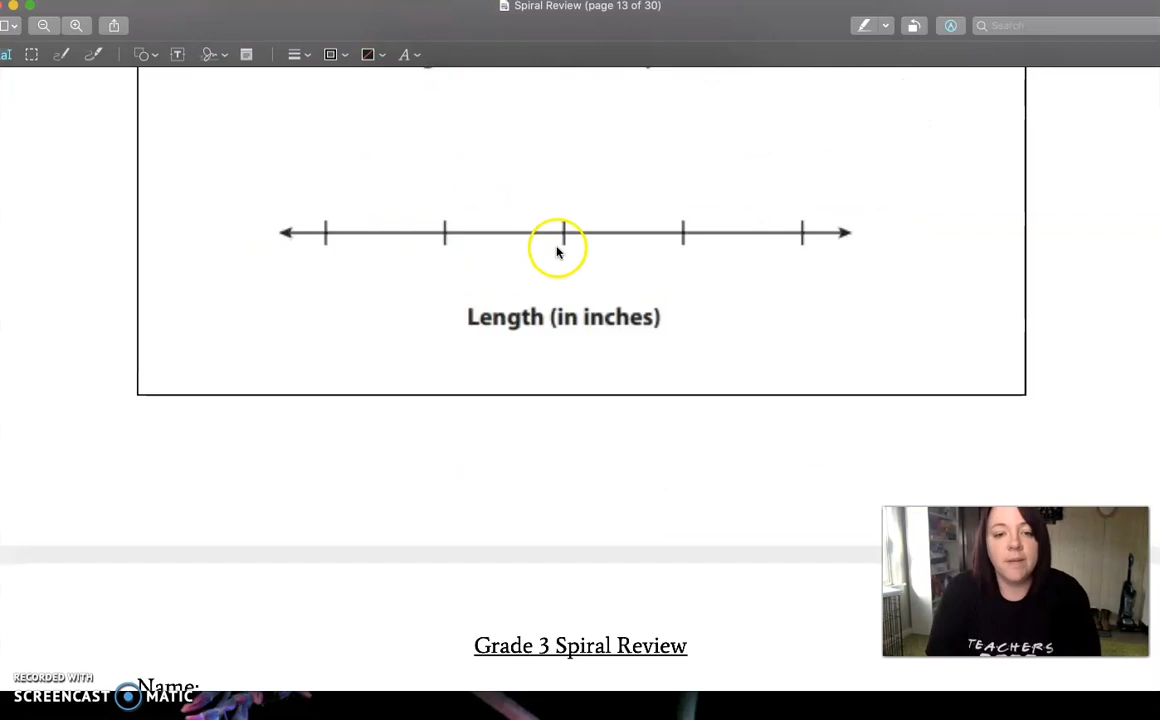 Spiral Review (page 13 of 30)
Search
Length (in inches)
Grade 3 Spiral Review
Name:
TEACHERS
RECORDED WITH
SCREENCAST MATIC